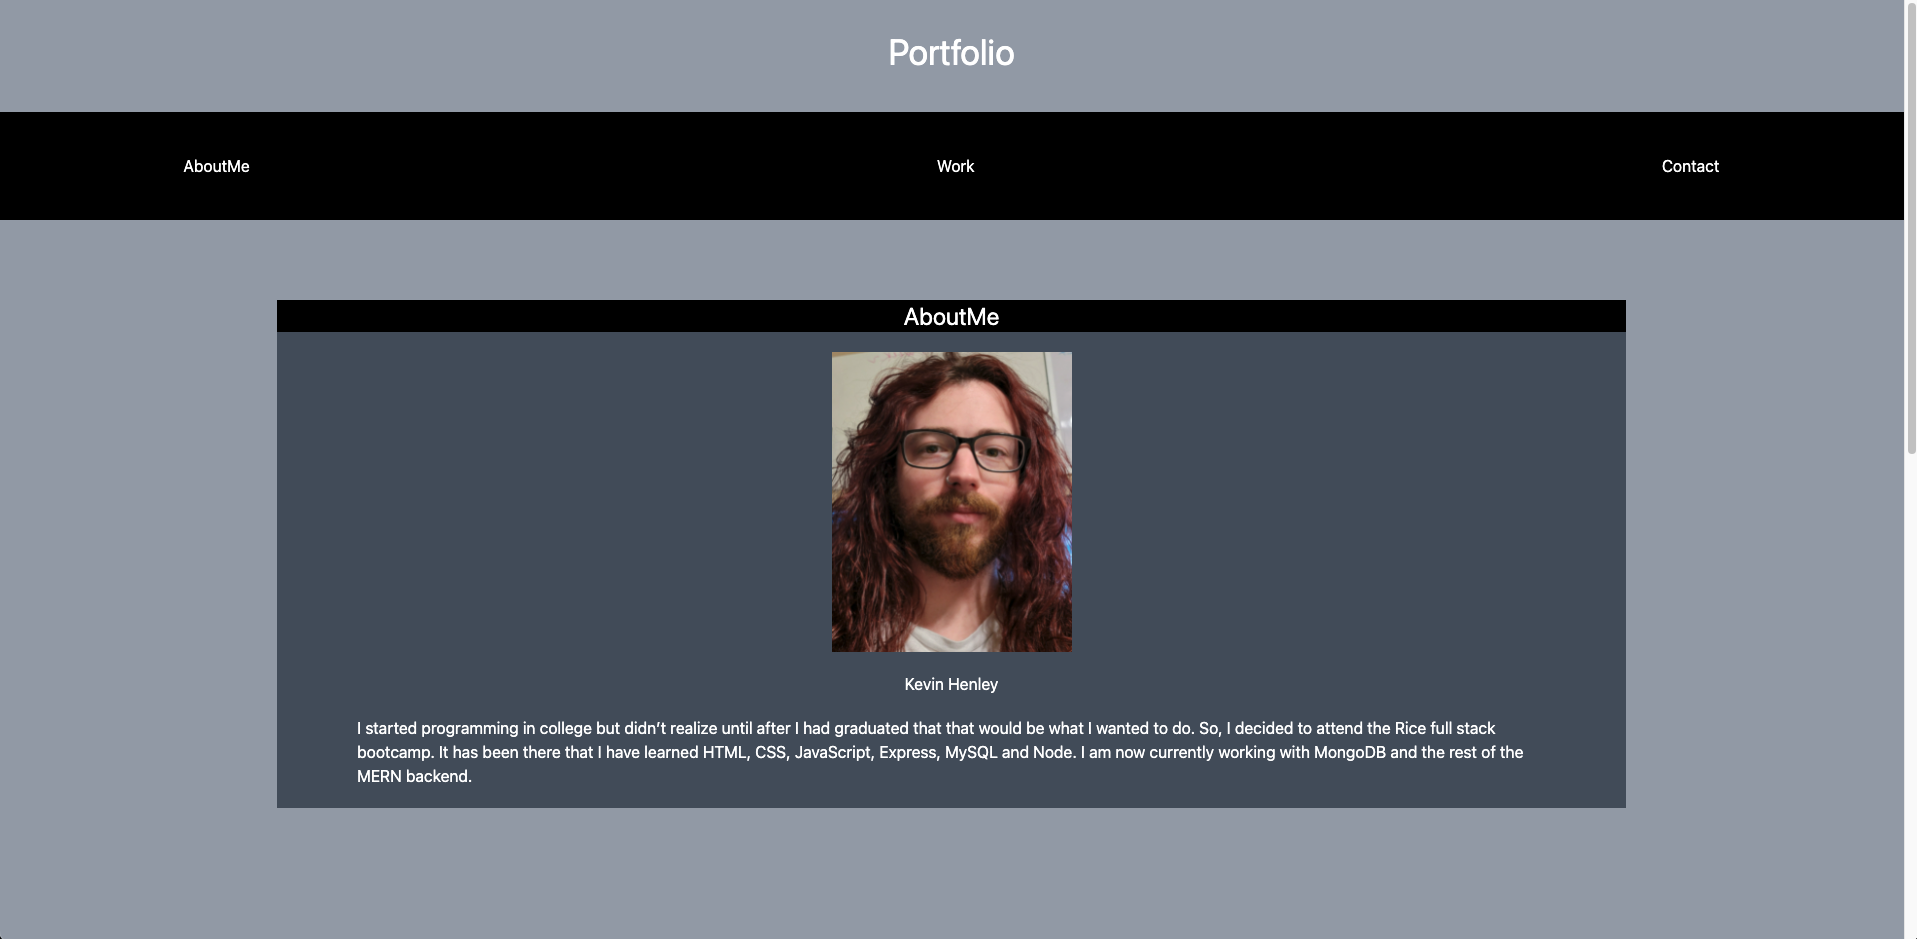 Portfolio
AboutMe
Work
Contact
AboutMe
Kevin Henley
I started programming in college but didn’t realize until after I had graduated that that would be what I wanted to do. So, I decided to attend the Rice full stack
bootcamp. It has been there that I have learned HTML, CSS, JavaScript, Express, MySQL and Node. I am now currently working with MongoDB and the rest of the
MERN backend.